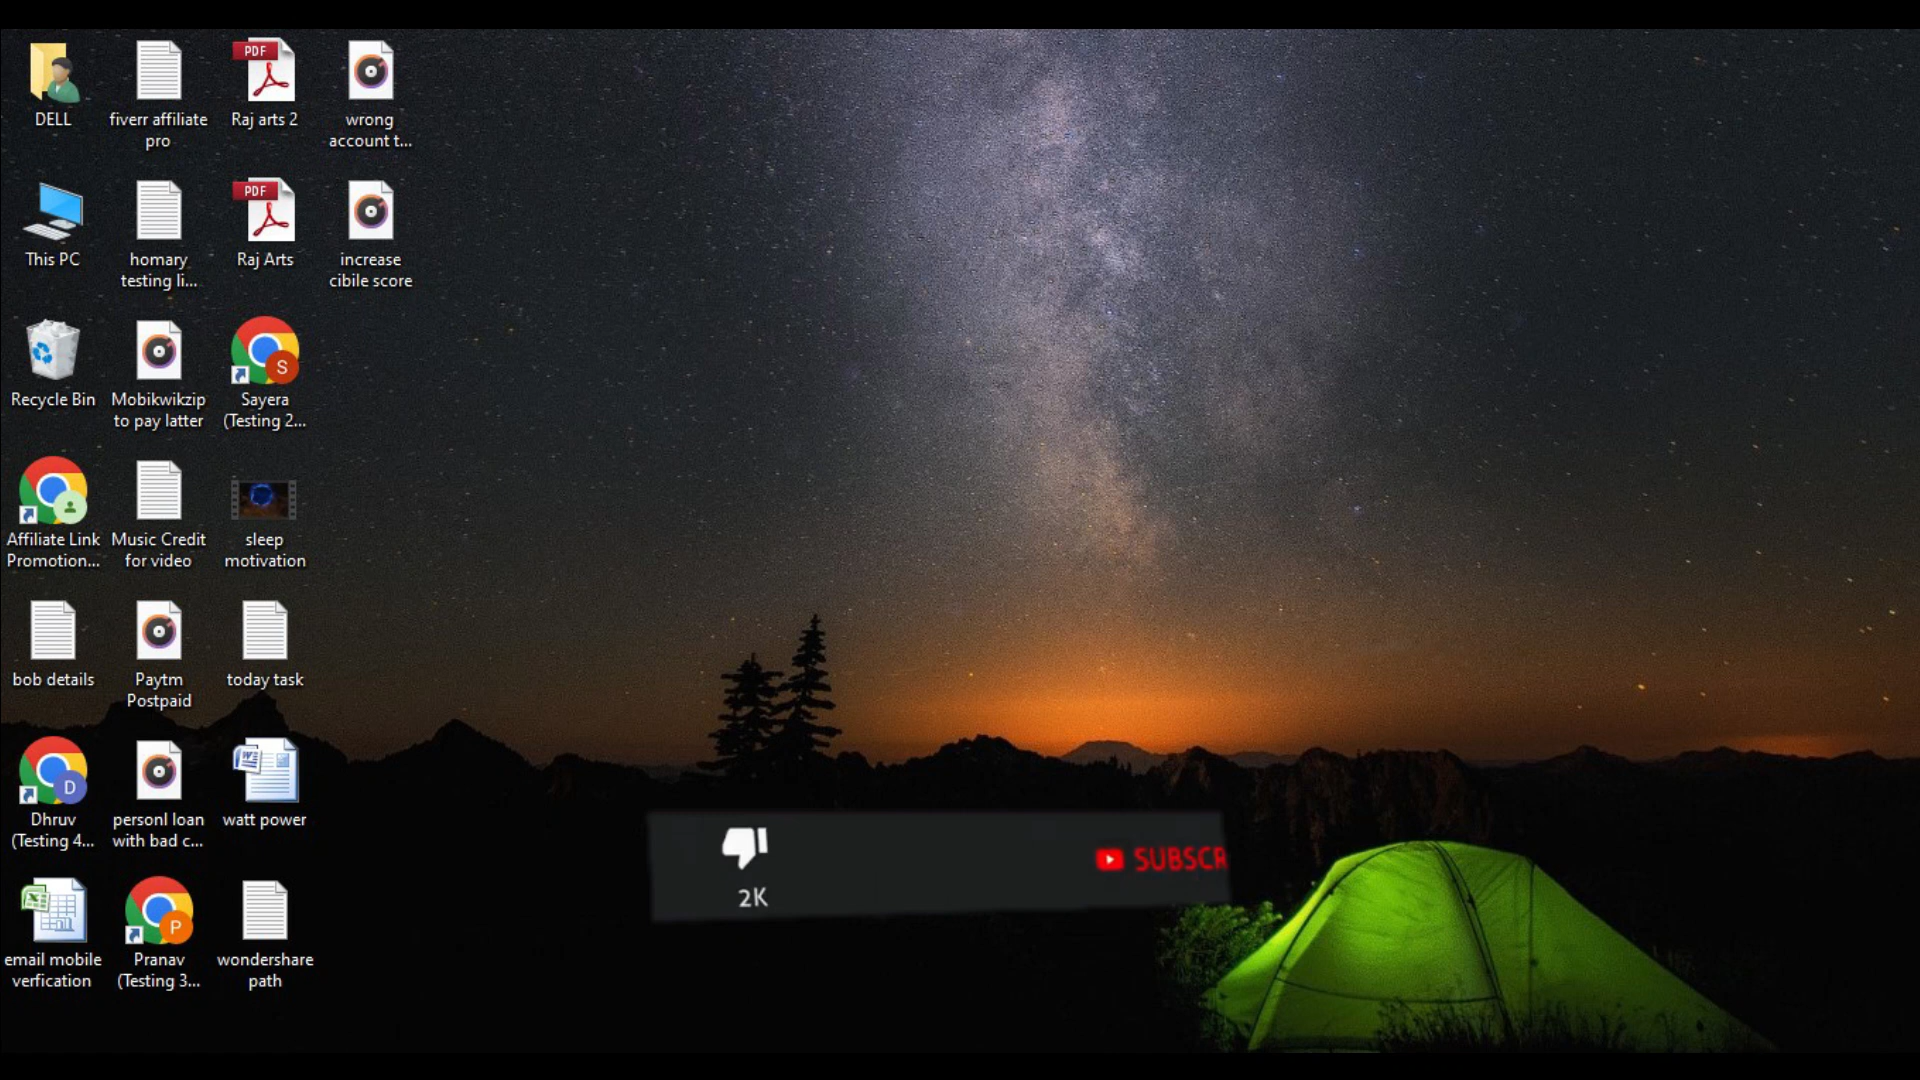 DELL
fiverr affiliate
pro
PDF
Raj arts 2
wrong
account t...
This PC
homary
testing li...
PDF
Raj Arts
increase
cibile score
Recycle Bin
Mobikwikzip
to pay latter
S
Sayera
(Testing 2...
Affiliate Link
Promotion...
Music Credit
for video
sleep
motivation
bob details
Paytm
Postpaid
today task
D
Dhruv
(Testing 4...
personl loan
with bad c...
W
watt power
X
email mobile
verfication
P
Pranav
(Testing 3...
wondershare
path
2K
SUBSCR